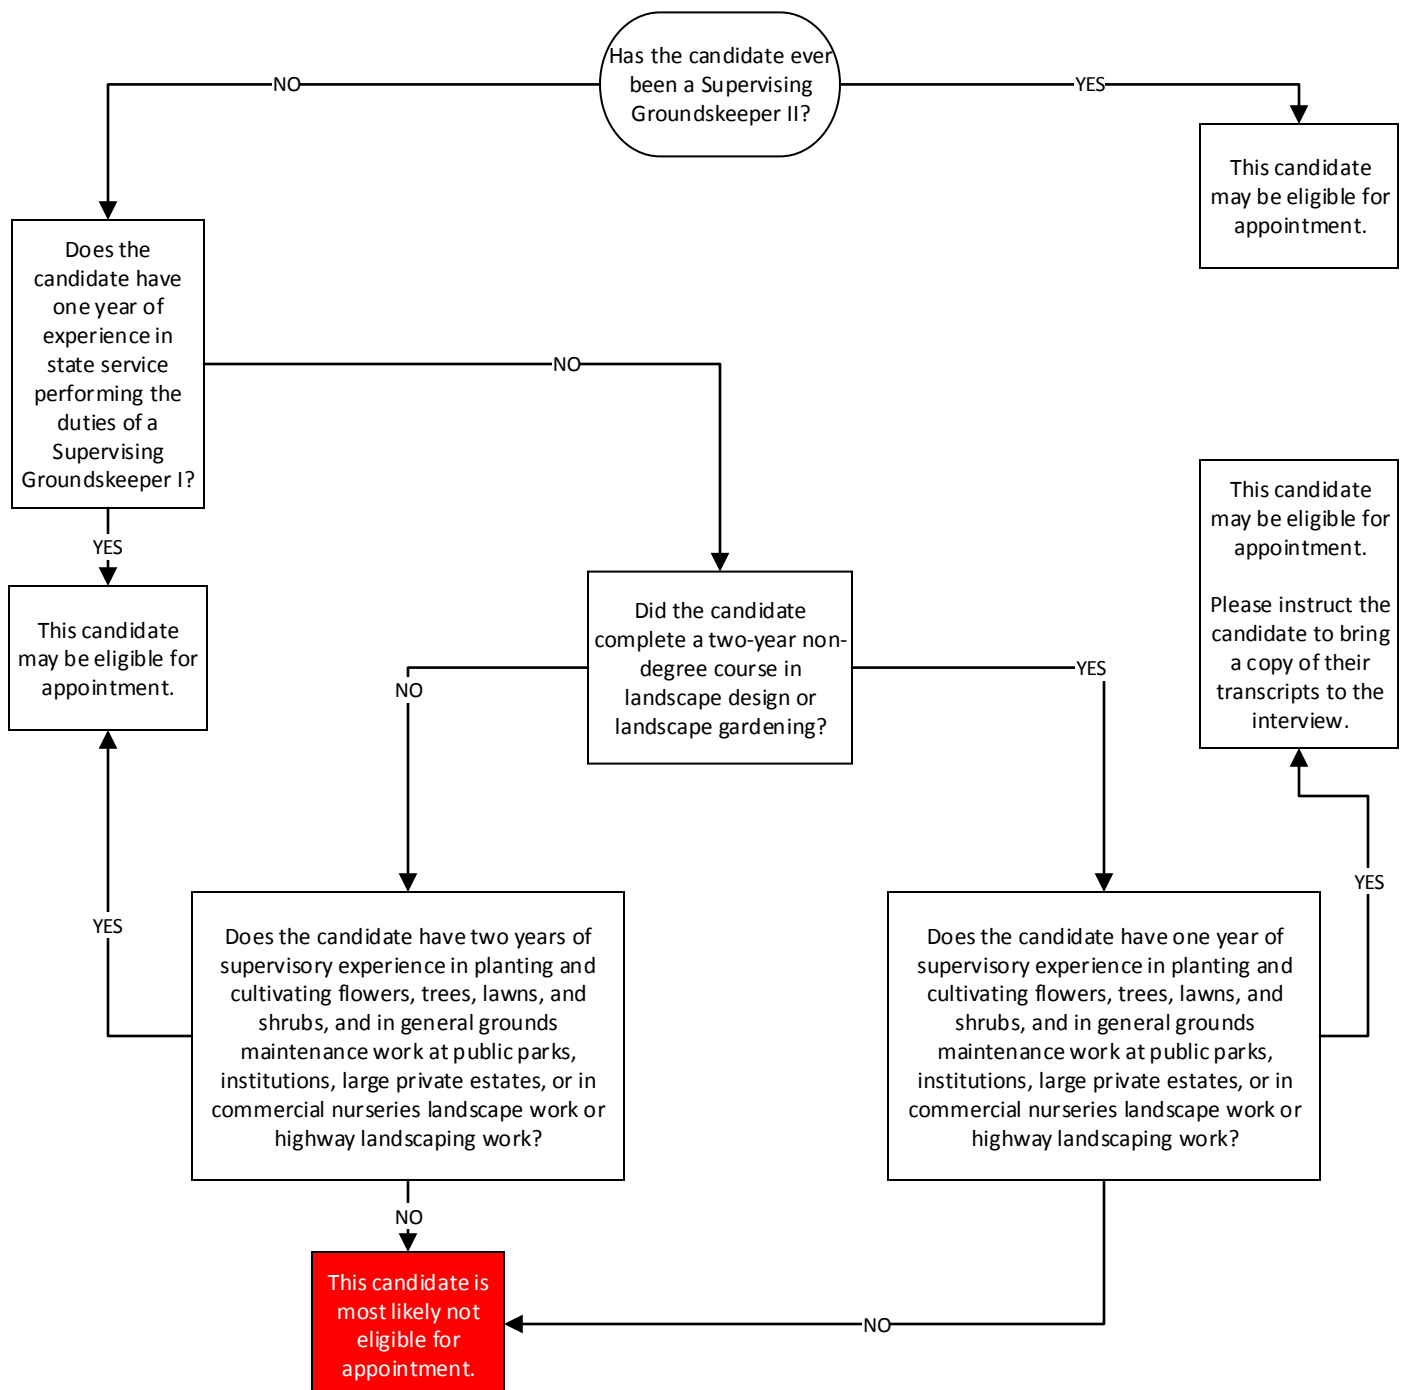 Has the candidate ever
been a Supervising
Groundskeeper II?
NO
YES
This candidate
may be eligible for
appointment.
Does the
candidate have
one year of
experience in
state service
performing the
duties of a
Supervising
Groundskeeper I?
NO
YES
This candidate
may be eligible for
appointment.
Did the candidate
complete a two-year non-
degree course in
landscape design or
landscape gardening?
NO
YES
This candidate
may be eligible for
appointment.
Please instruct the
candidate to bring
a copy of their
transcripts to the
interview.
YES
Does the candidate have two years of
supervisory experience in planting and
cultivating flowers, trees, lawns, and
shrubs, and in general grounds
maintenance work at public parks,
institutions, large private estates, or in
commercial nurseries landscape work or
highway landscaping work?
Does the candidate have one year of
supervisory experience in planting and
cultivating flowers, trees, lawns, and
shrubs, and in general grounds
maintenance work at public parks,
institutions, large private estates, or in
commercial nurseries landscape work or
highway landscaping work?
YES
NO
This candidate is
most likely not
eligible for
appointment.
NO